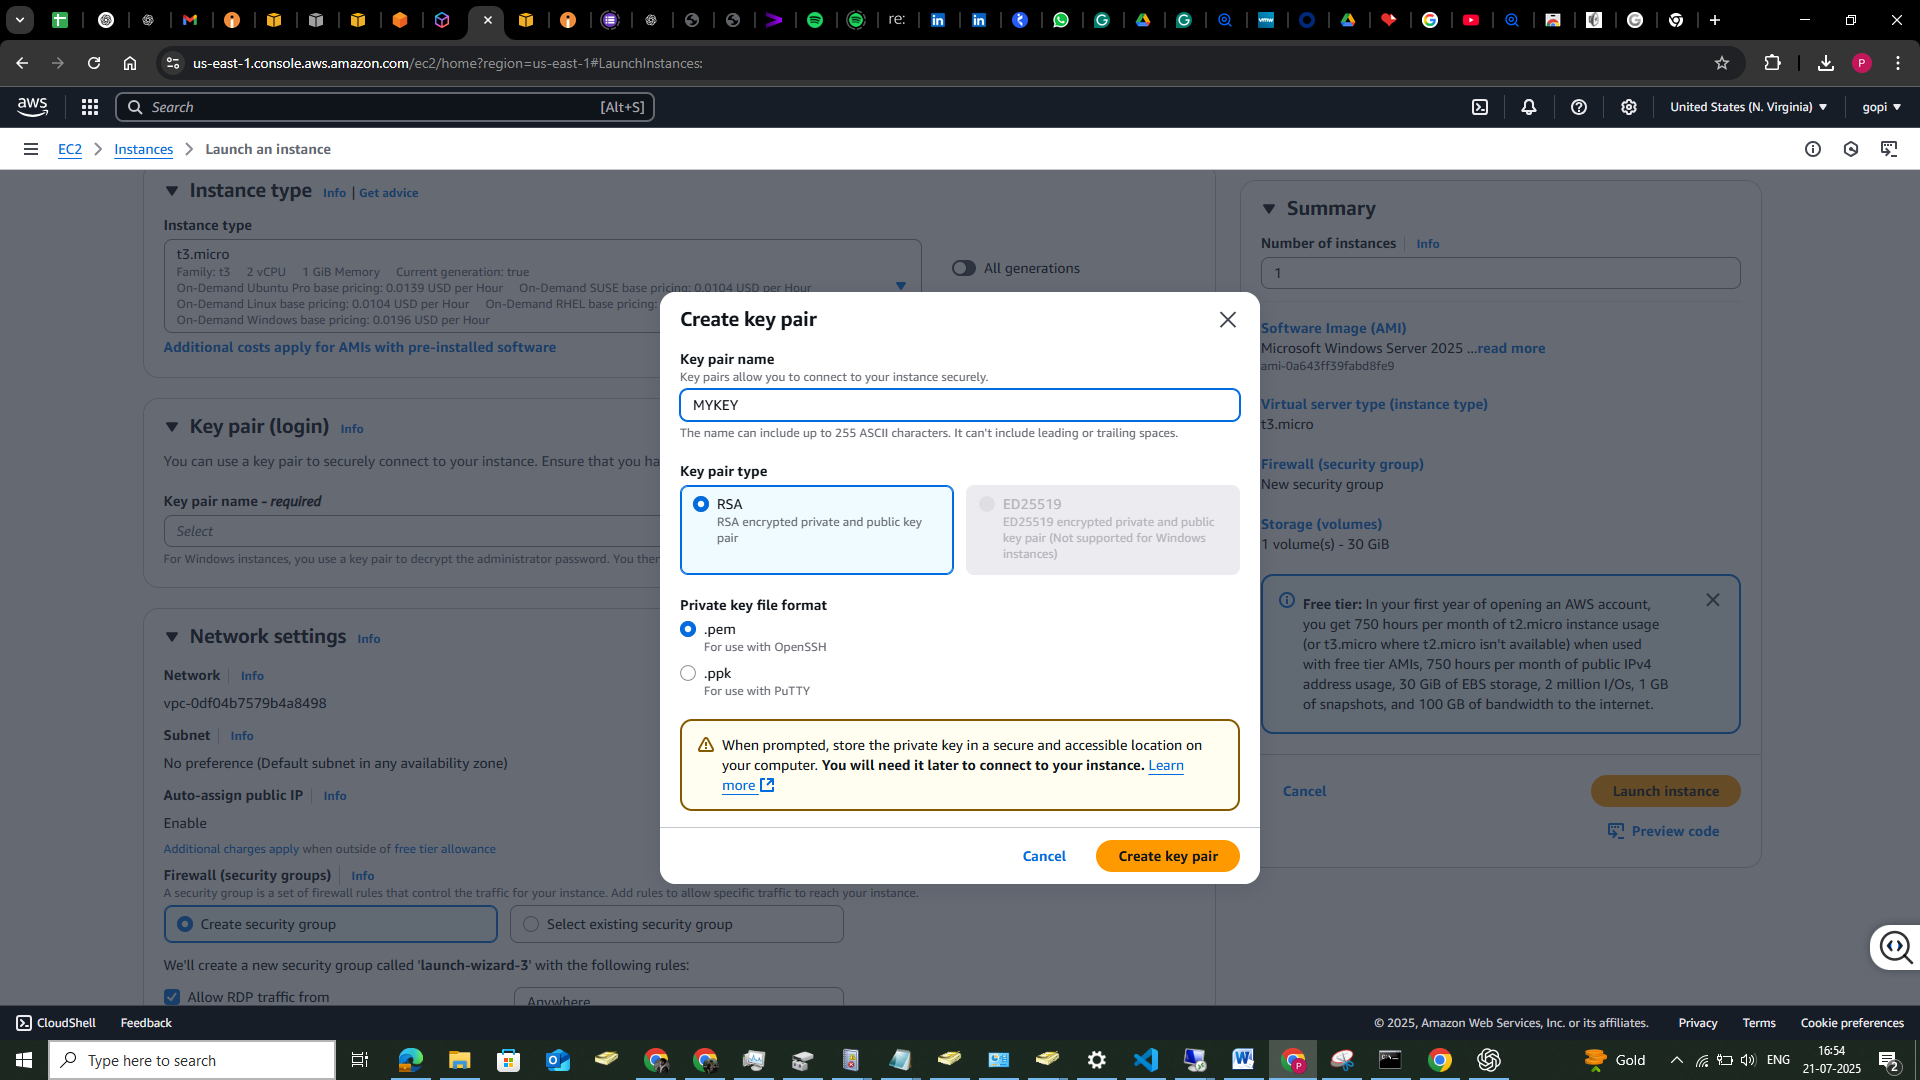 re:
us-east-1.console.aws.amazon.com/ec2/home?region=us-east-1#LaunchInstances:
P
aws
Search
[Alt+S]
United States (N. Virginia)
gopi
EC2
Instances
Launch an instance
Instance type
Info
Get advice
Instance type
t3.micro
Family: t3 2 vCPU 1 GiB Memory Current generation: true
On-Demand Ubuntu Pro base pricing: 0.0139 USD per Hour On-Demand SUSE base pricing: 0.0104 USD per Hour
On-Demand Linux base pricing: 0.0104 USD per Hour On-Demand RHEL base pricing:
On-Demand Windows base pricing: 0.0196 USD per Hour
All generations
Additional costs apply for AMIs with pre-installed software
Key pair (login)
Info
You can use a key pair to securely connect to your instance. Ensure that you ha
Key pair name - required
Select
For Windows instances, you use a key pair to decrypt the administrator password. You then
Network settings
Info
Network
Info
vpc-0df04b7579b4a8498
Subnet
Info
No preference (Default subnet in any availability zone)
Auto-assign public IP
Info
Enable
Additional charges apply when outside of free tier allowance
Firewall (security groups)
Info
A security group is a set of firewall rules that control the traffic for your instance. Add rules to allow specific traffic to reach your instance.
Create security group
Select existing security group
We'll create a new security group called 'launch-wizard-3' with the following rules:
Allow RDP traffic from
Anywhere
Create key pair
Key pair name
Key pairs allow you to connect to your instance securely.
MYKEY
The name can include up to 255 ASCII characters. It can't include leading or trailing spaces.
Key pair type
RSA
RSA encrypted private and public key
pair
ED25519
ED25519 encrypted private and public
key pair (Not supported for Windows
instances)
Private key file format
.pem
For use with OpenSSH
.ppk
For use with PuTTY
When prompted, store the private key in a secure and accessible location on
your computer. You will need it later to connect to your instance. Learn
more
Cancel
Create key pair
Summary
Number of instances
Info
1
Software Image (AMI)
Microsoft Windows Server 2025 ...read more
ami-0a643ff39fabd8fe9
Virtual server type (instance type)
t3.micro
Firewall (security group)
New security group
Storage (volumes)
1 volume(s) - 30 GiB
Free tier: In your first year of opening an AWS account,
you get 750 hours per month of t2.micro instance usage
(or t3.micro where t2.micro isn't available) when used
with free tier AMIs, 750 hours per month of public IPv4
address usage, 30 GiB of EBS storage, 2 million I/Os, 1 GB
of snapshots, and 100 GB of bandwidth to the internet.
Cancel
Launch instance
Preview code
CloudShell
Feedback
© 2025, Amazon Web Services, Inc. or its affiliates.
Privacy
Terms
Cookie preferences
Type here to search
Gold
ENG
16:54
21-07-2025
2